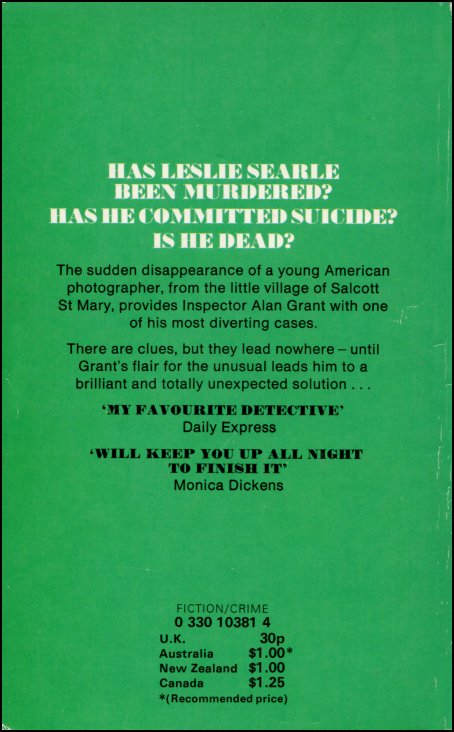 HAS LESLIE SEARLE
BEEN MURDERED?
HAS HE COMMITTED SUICIDE?
IS HE DEAD?
The sudden disappearance of a young American
photographer, from the little village of Salcott
St Mary, provides Inspector Alan Grant with one
of his most diverting cases.
There are clues, but they lead nowhere – until
Grant's flair for the unusual leads him to a
brilliant and totally unexpected solution . . .
‘MY FAVOURITE DETECTIVE’
Daily Express
‘WILL KEEP YOU UP ALL NIGHT
TO FINISH IT’
Monica Dickens
FICTION/CRIME
0 330 10381 4
U.K. 30p
Australia $1.00*
New Zealand $1.00
Canada $1.25
*(Recommended price)